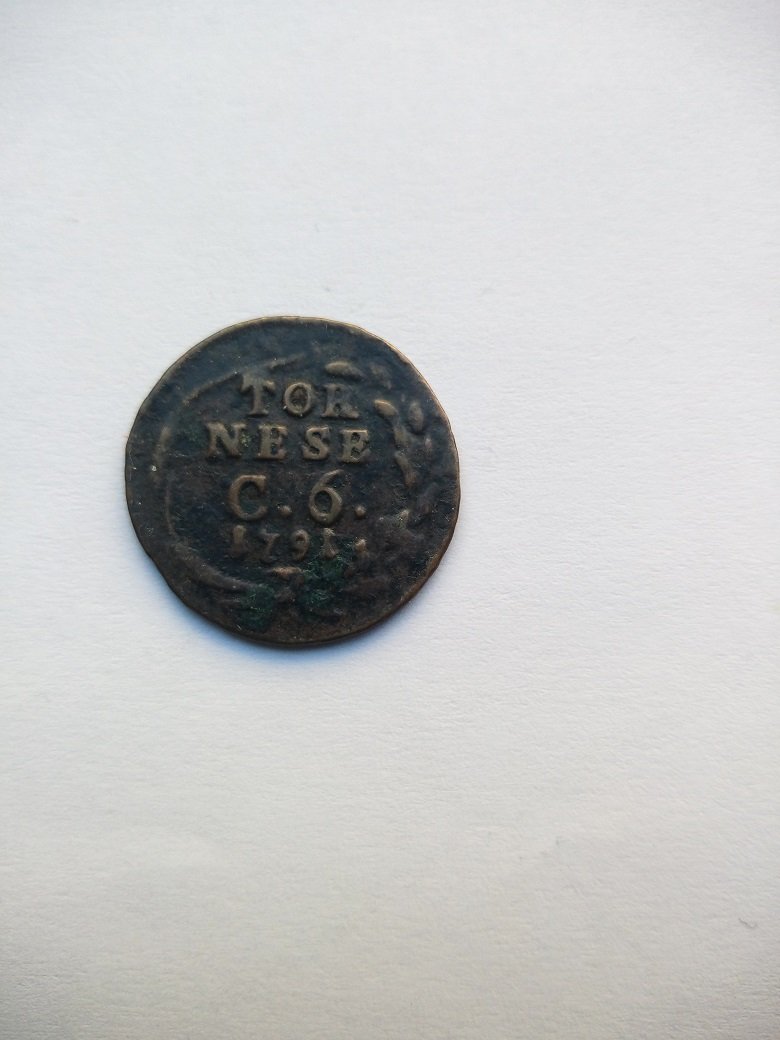 TOR
NESE
C. 6.
1791.